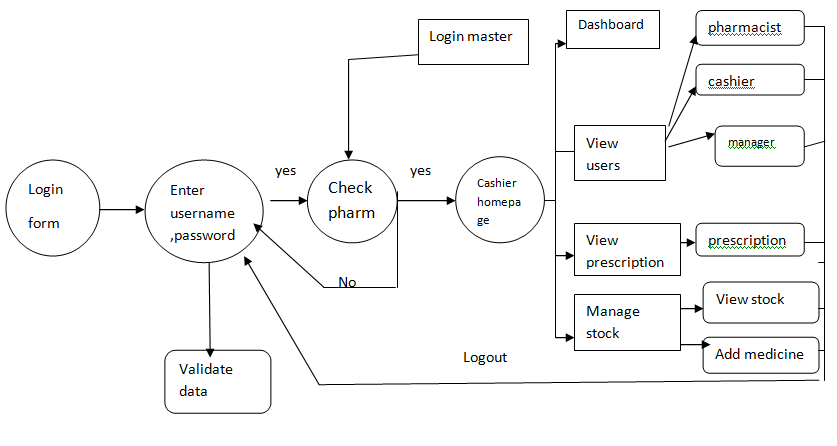 Login master
Dashboard
pharmacist
cashier
manager
View
users
yes
yes
Login
form
Enter
username
,password
Check
pharm
Cashier
homepa
ge
View
prescription
prescription
No
Manage
stock
View stock
Add medicine
Logout
Validate
data